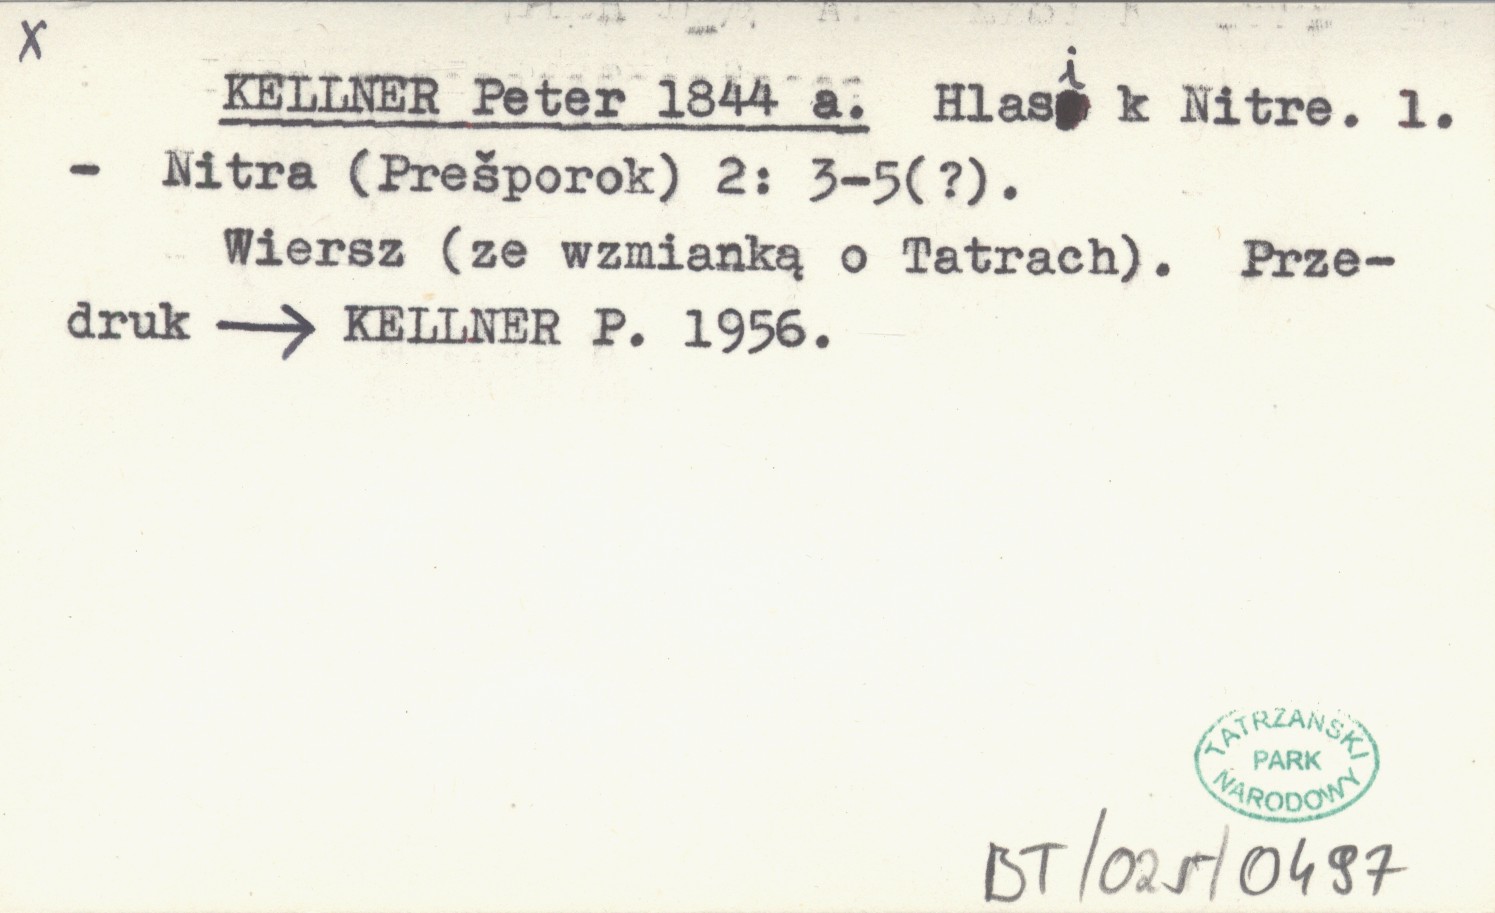 X
KELLNER Peter 1844 a. Hlasi k Nitre. 1.
- Nitra (Prešporok) 2: 3-5(?).
Wiersz (ze wzmianką o Tatrach). Prze-
druk → KELLNER P. 1956.
TATRZAŃSKI
PARK
NARODOWY
BT/025/0497